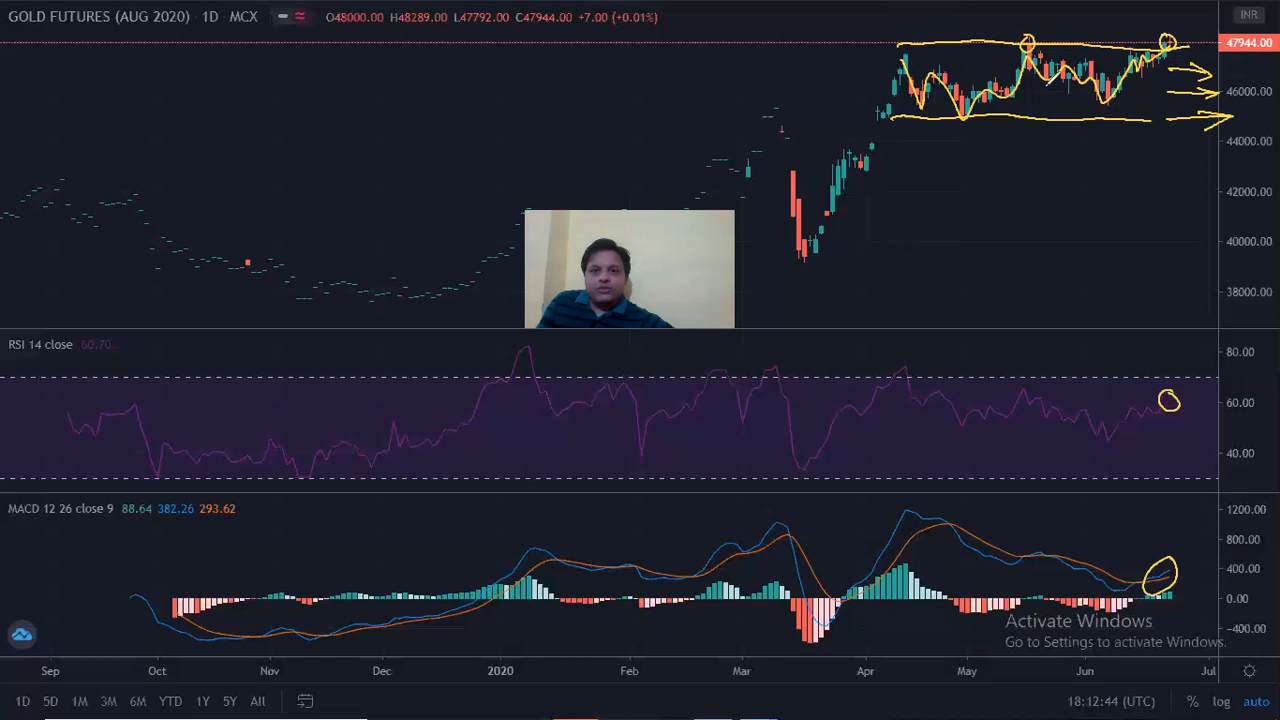 GOLD FUTURES (AUG 2020) · 1D · MCX O48000.00 H48289.00 L47792.00 C47944.00 +7.00 (+0.01%)
INR
47944.00
46000.00
44000.00
42000.00
40000.00
38000.00
RSI 14 close 60.70
80.00
60.00
40.00
MACD 12 26 close 9 88.64 382.26 293.62
1200.00
800.00
400.00
0.00
−400.00
Activate Windows
Go to Settings to activate Windows.
Sep Oct Nov Dec 2020 Feb Mar Apr May Jun Jul
1D 5D 1M 3M 6M YTD 1Y 5Y All 18:12:44 (UTC) % log auto